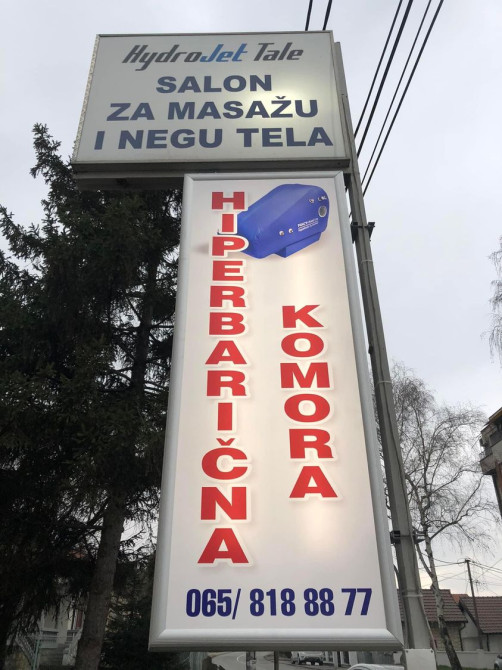 HydroJet Tale
SALON
ZA MASAŽU
I NEGU TELA
HIPERBARIČNA
KOMORA
065/ 818 88 77